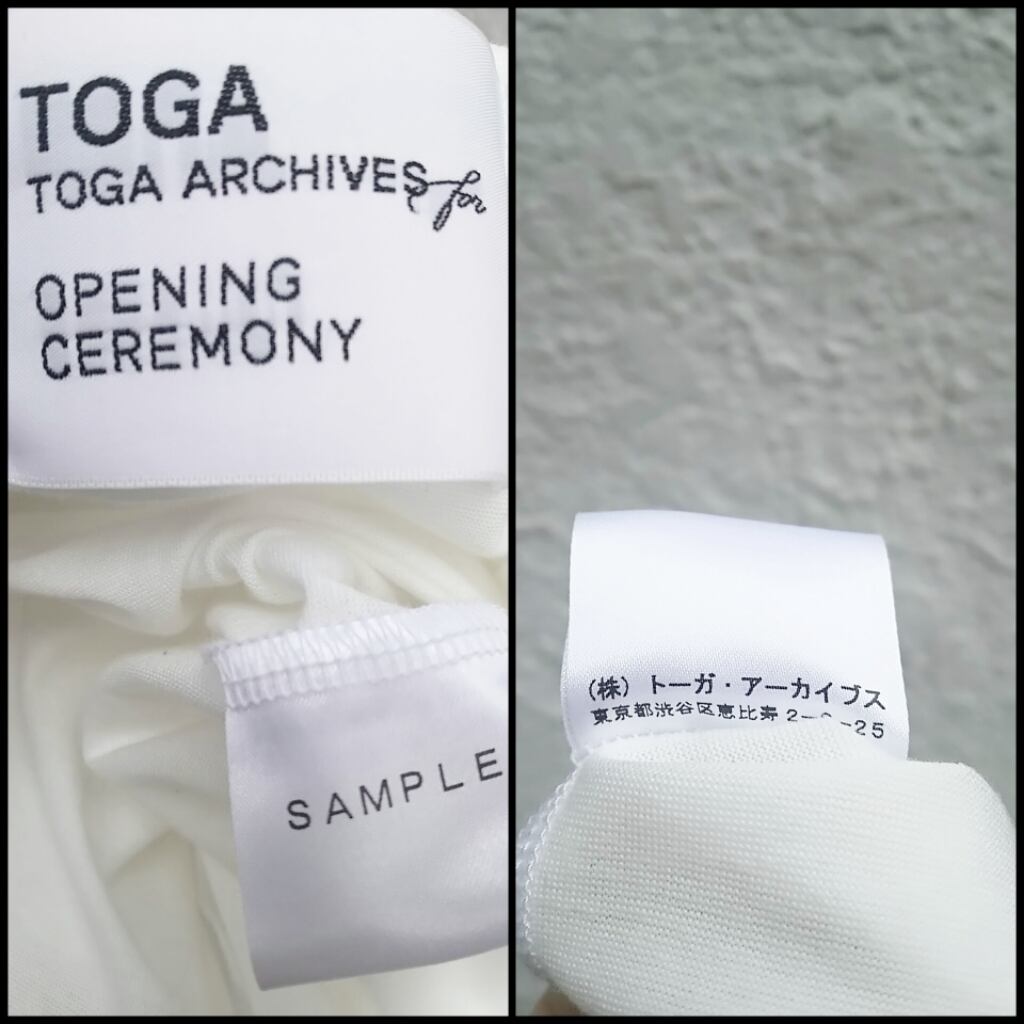 TOGA
TOGA ARCHIVES for
OPENING
CEREMONY
SAMPLE
(株) トーガ・アーカイブス
東京都渋谷区恵比寿